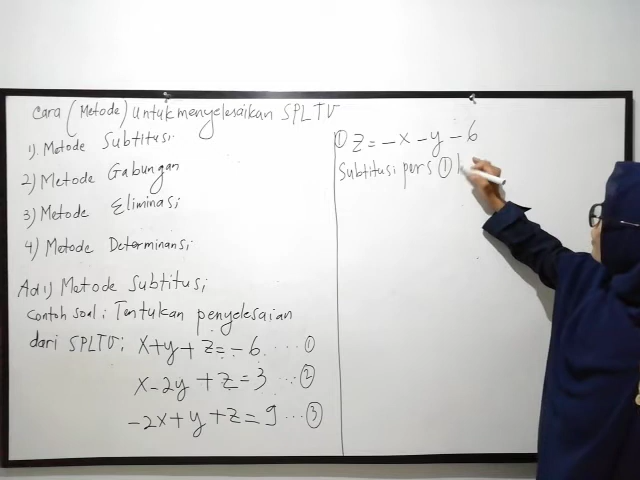 Cara (Metode) untuk menyelesaikan SPLTV
1). Metode Subtitusi
2) Metode Gabungan
3) Metode Eliminasi
4) Metode Determinansi
Ad 1) Metode Subtitusi
Contoh soal : Tentukan penyelesaian
dari SPLTV :
x+y+z=-6 ... ①
x-2y+z=3 ... ②
-2x+y+z=9 ... ③
① z=-x-y-6
Subtitusi pers ①